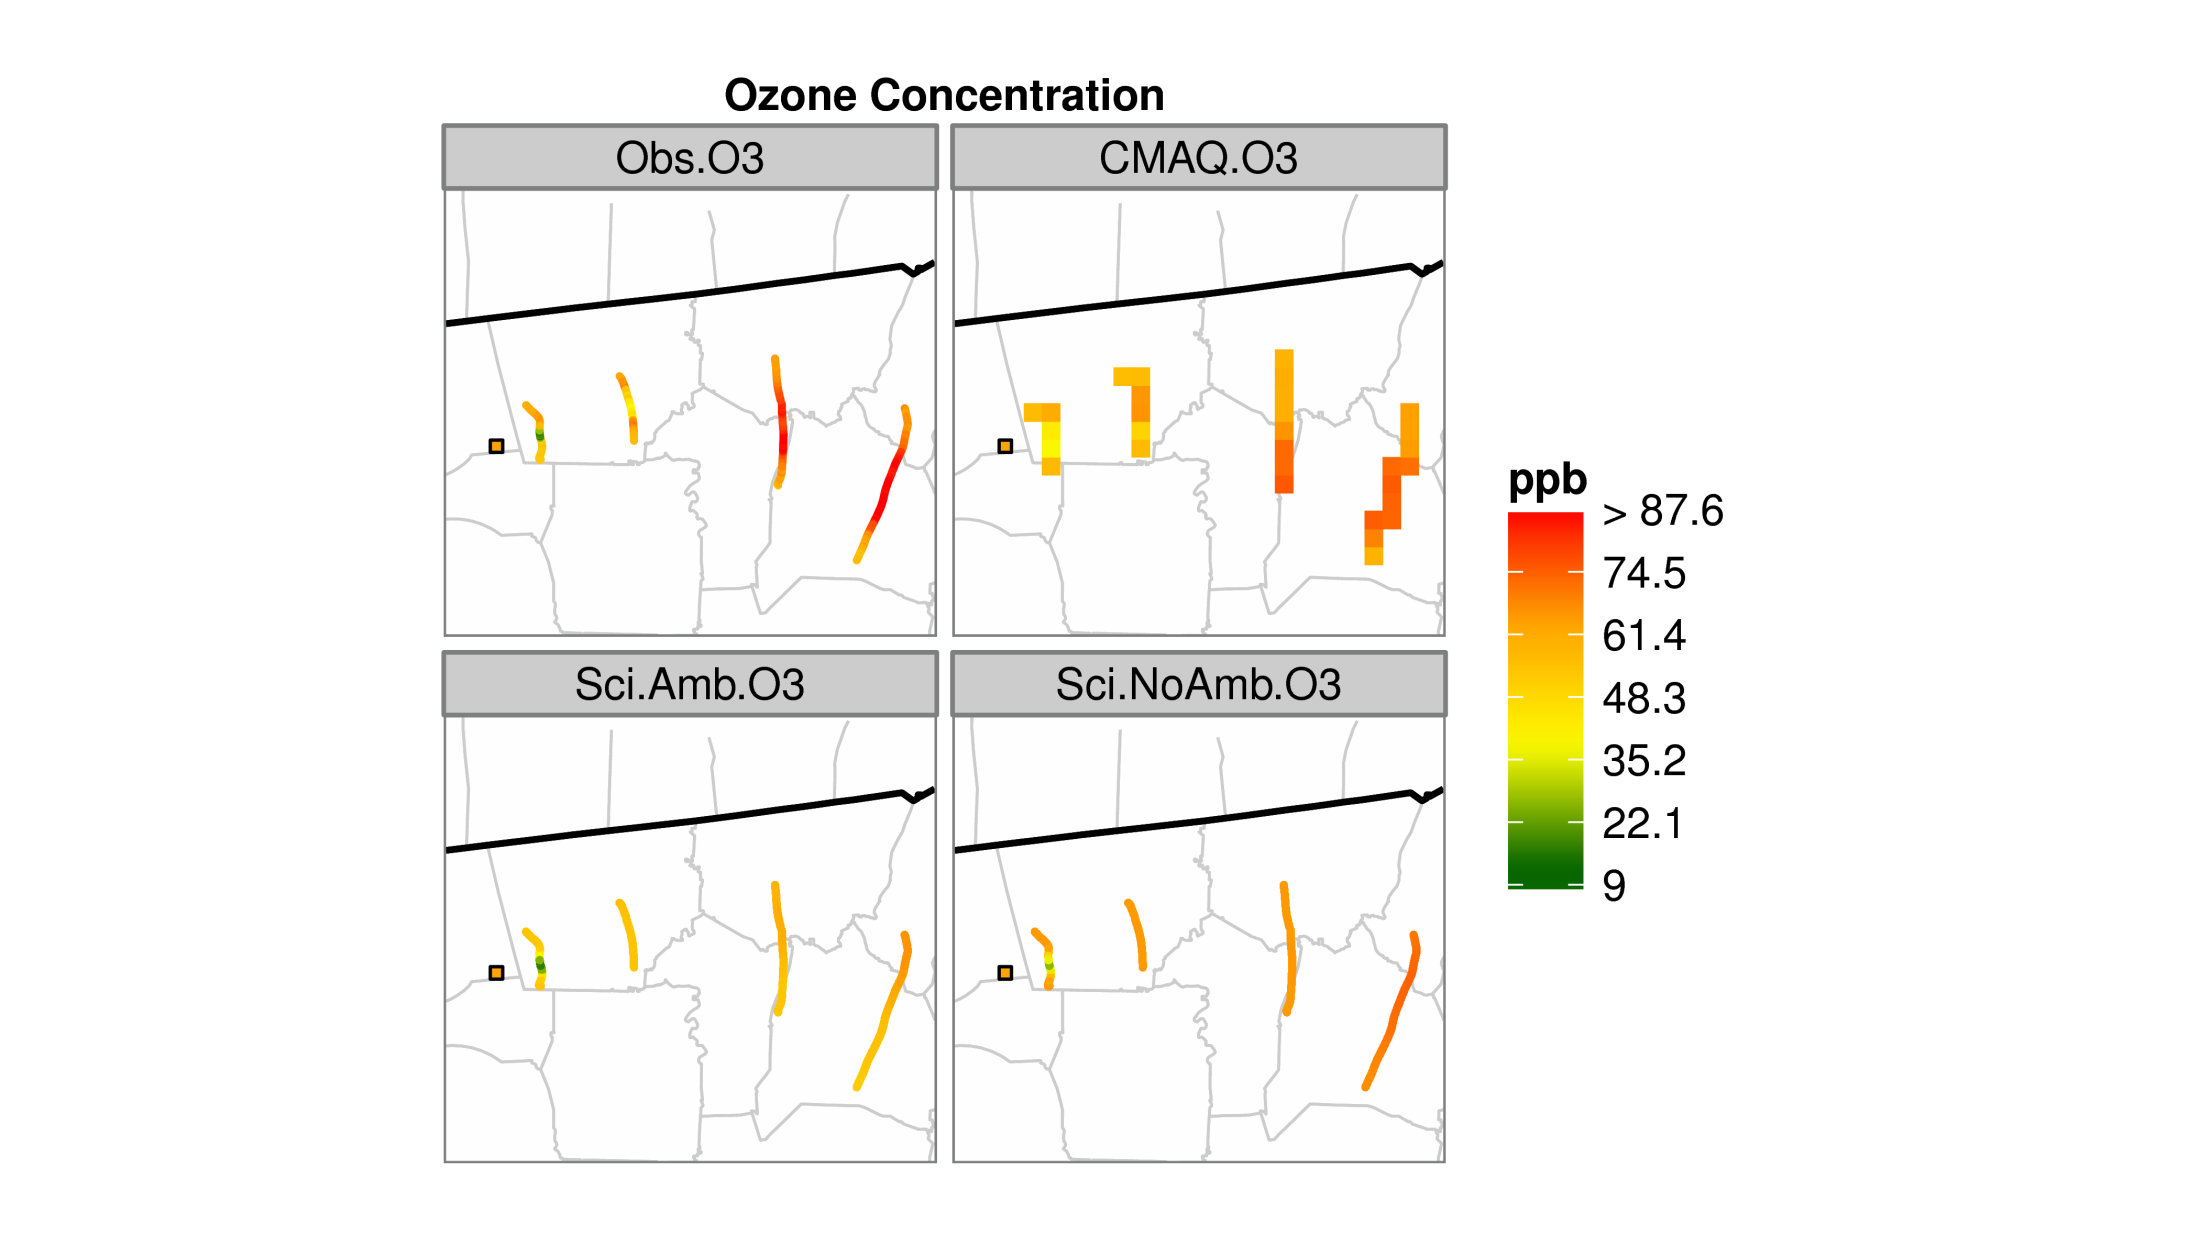 Ozone Concentration
Obs.O3
CMAQ.O3
Sci.Amb.O3
Sci.NoAmb.O3
ppb
> 87.6
74.5
61.4
48.3
35.2
22.1
9